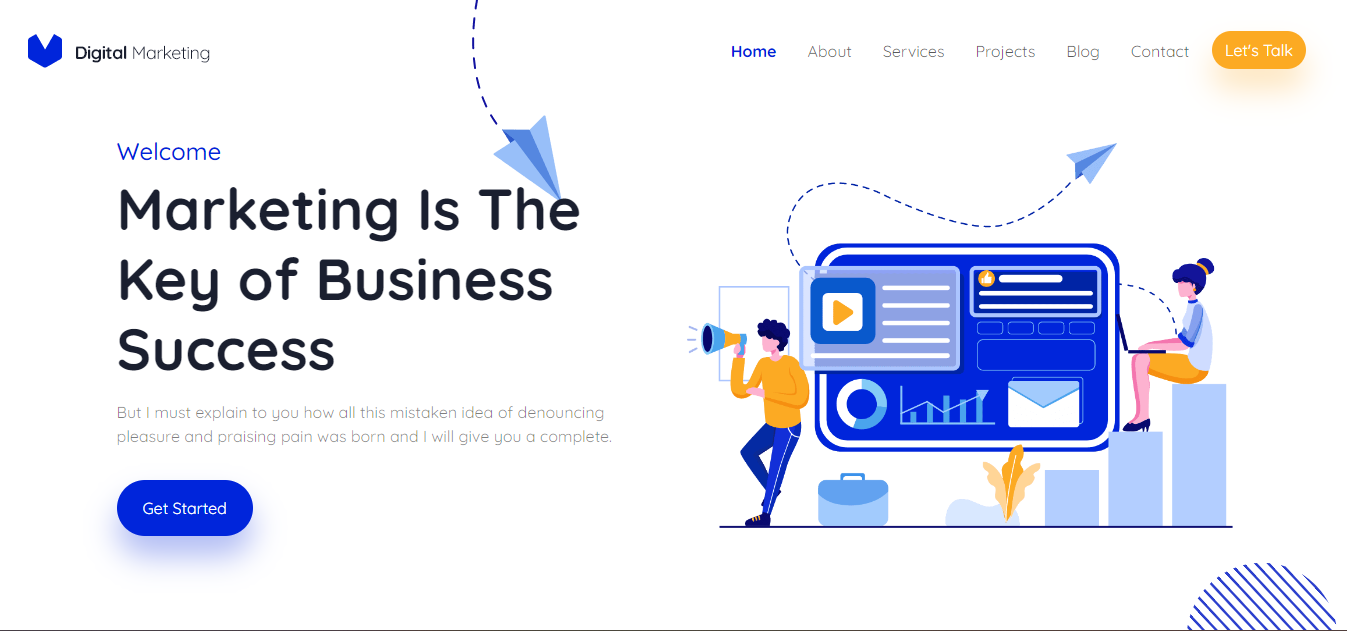 Digital Marketing
Home About Services Projects Blog Contact Let's Talk
Welcome
Marketing Is The
Key of Business
Success
But I must explain to you how all this mistaken idea of denouncing
pleasure and praising pain was born and I will give you a complete.
Get Started